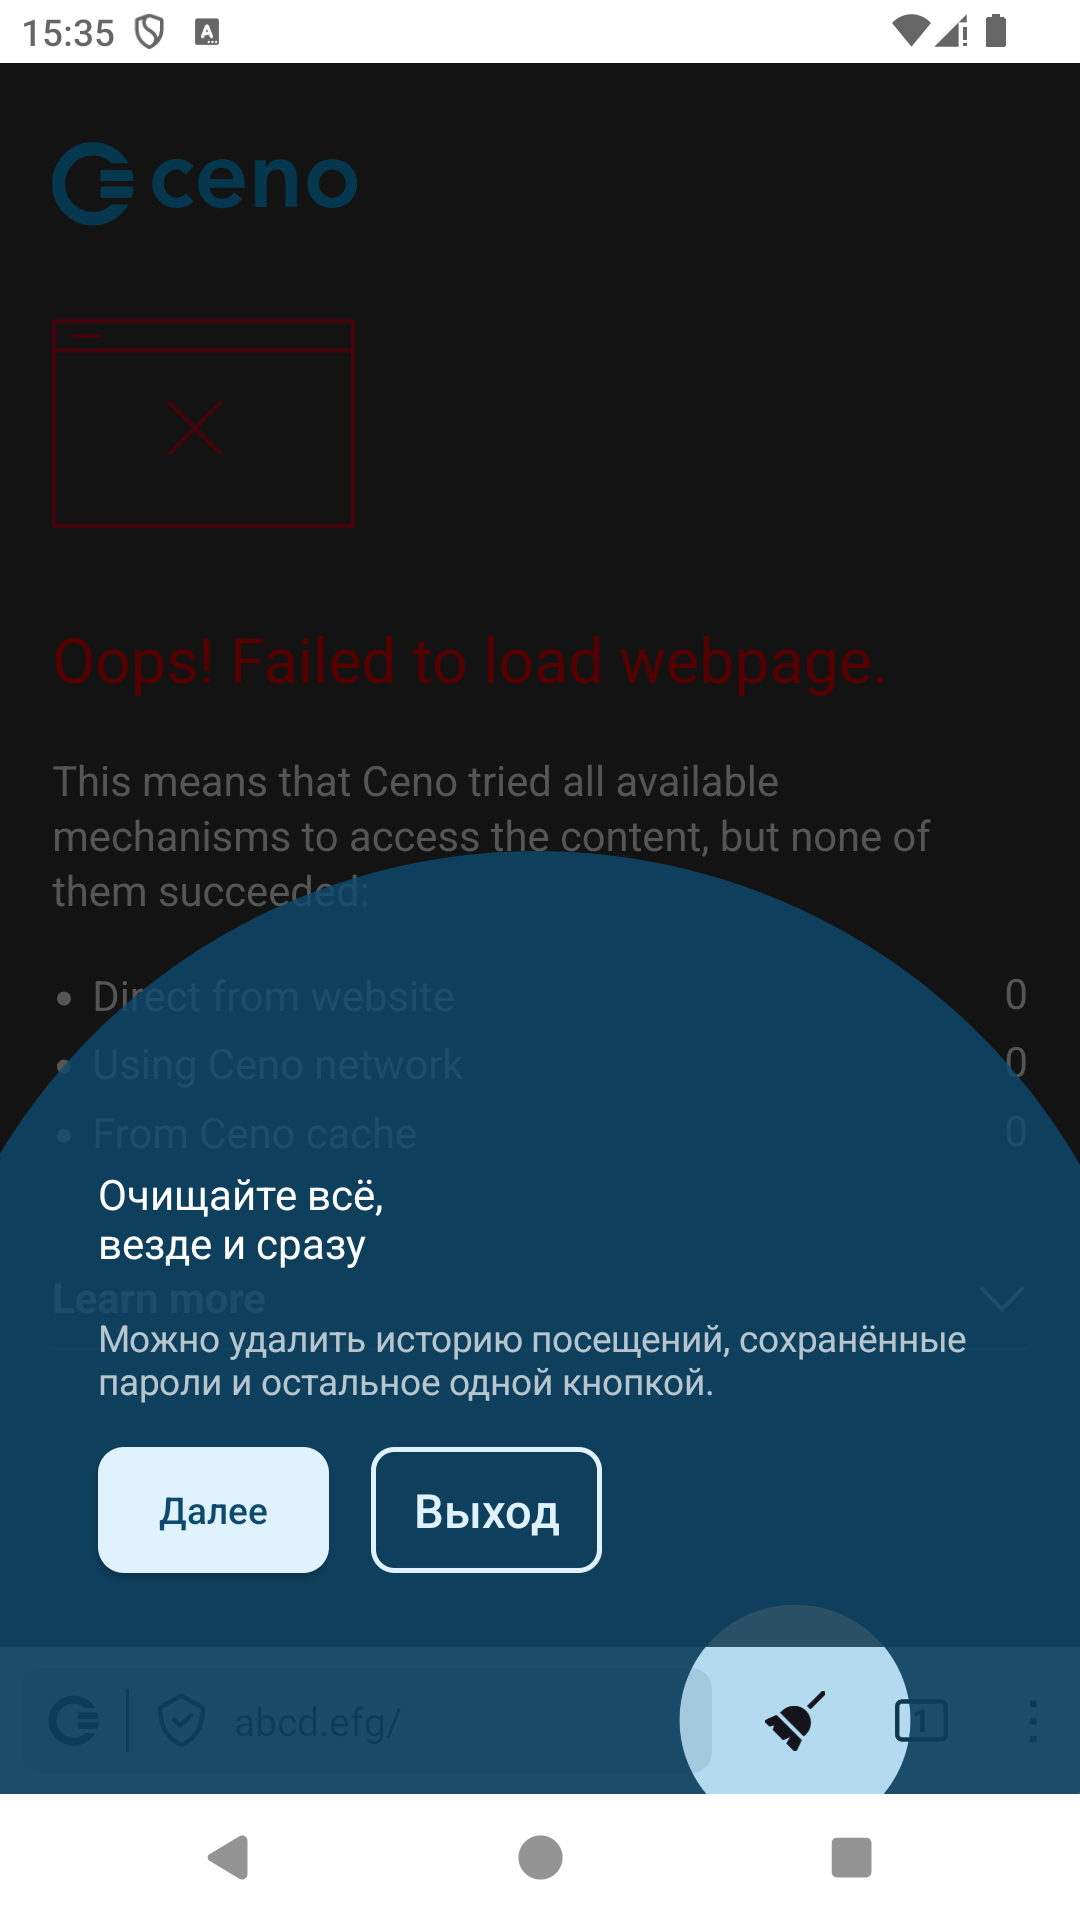 15:35
ceno
Oops! Failed to load webpage.
This means that Ceno tried all available
mechanisms to access the content, but none of
them succeeded:
Direct from website 0
Using Ceno network 0
From Ceno cache 0
Очищайте всё,
везде и сразу
Learn more
Можно удалить историю посещений, сохранённые
пароли и остальное одной кнопкой.
Далее Выход
abcd.efg/ 1